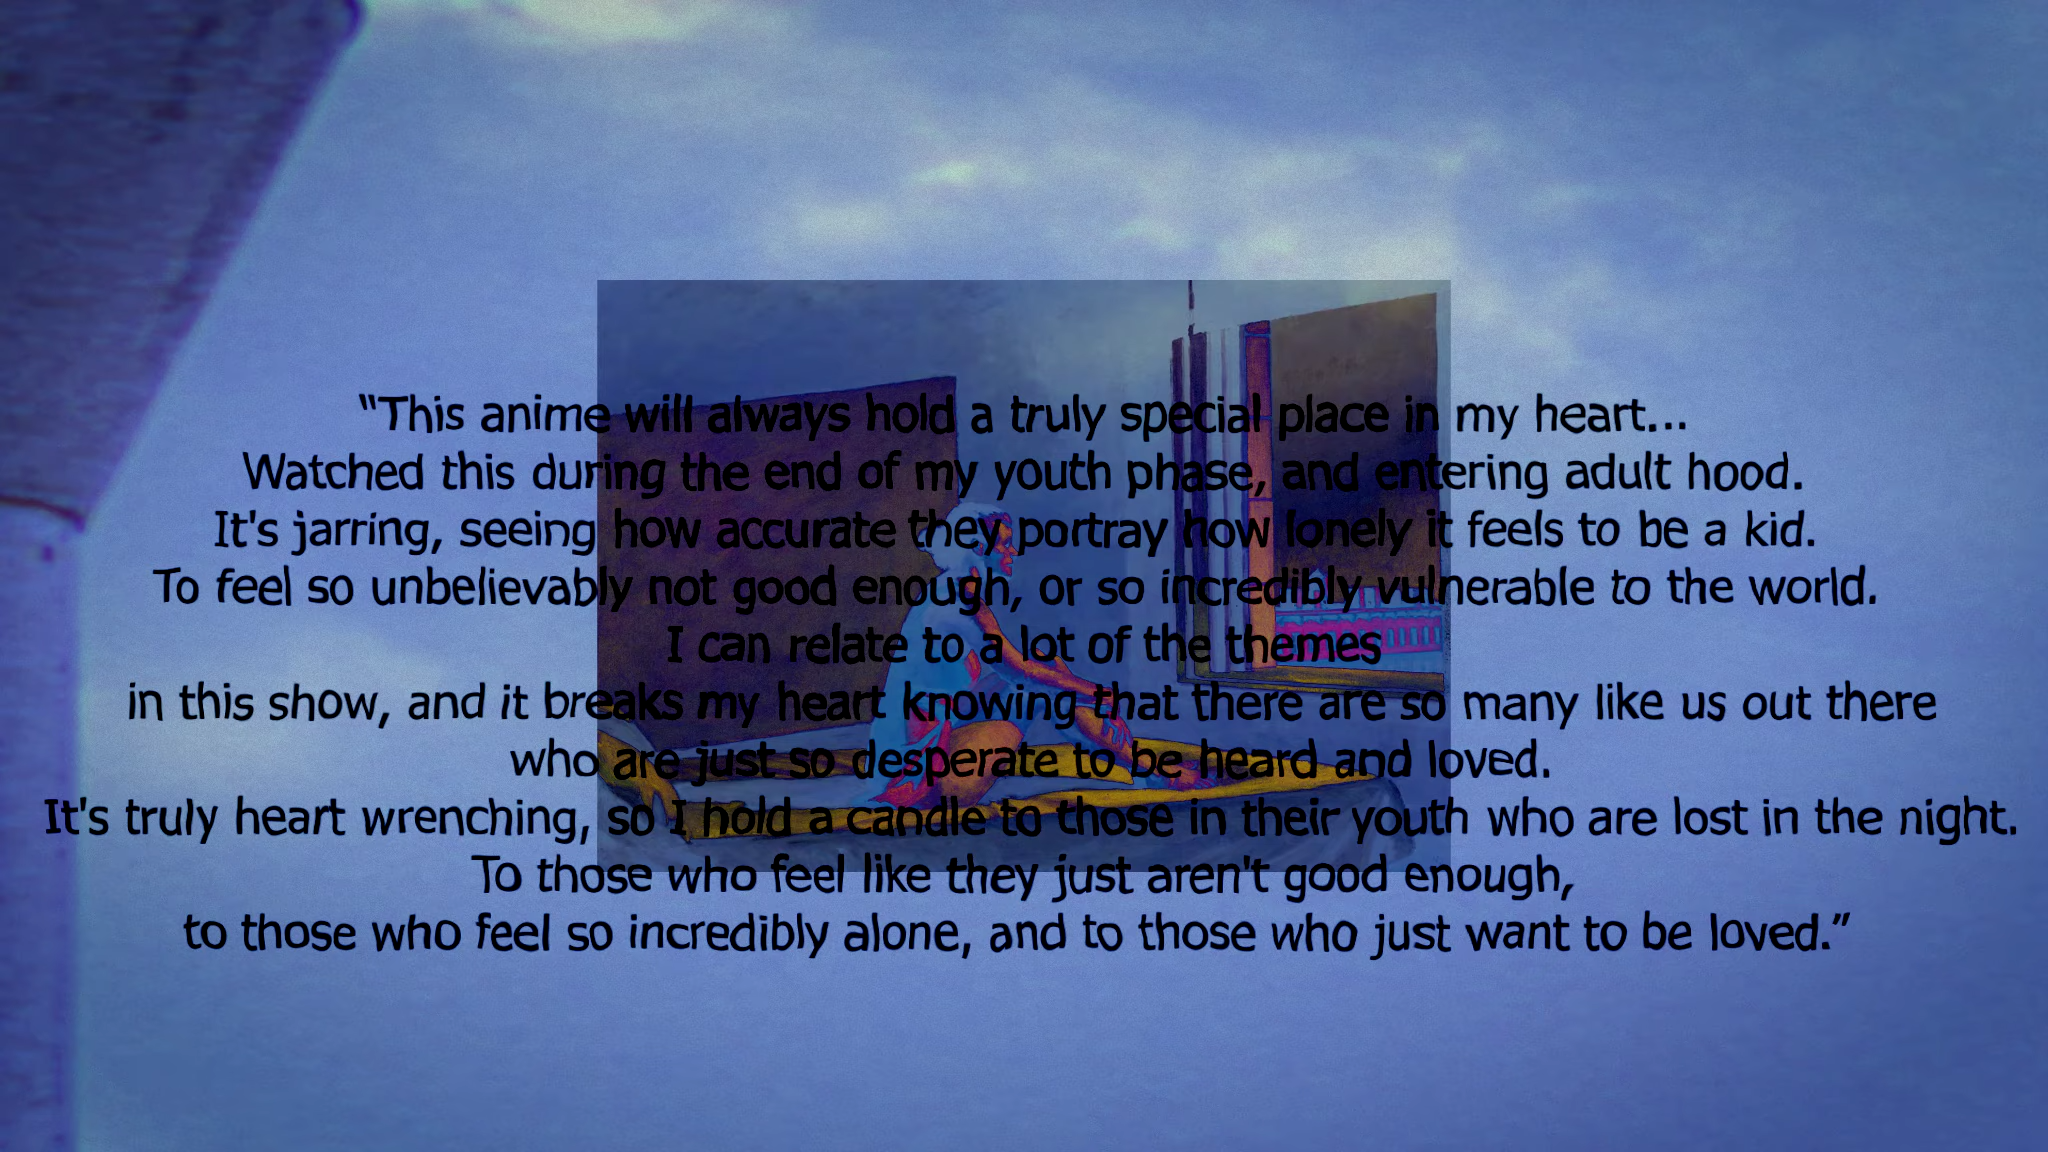 “This anime will always hold a truly special place in my heart...
Watched this during the end of my youth phase, and entering adult hood.
It's jarring, seeing how accurate they portray how lonely it feels to be a kid.
To feel so unbelievably not good enough, or so incredibly vulnerable to the world.
I can relate to a lot of the themes
in this show, and it breaks my heart knowing that there are so many like us out there
who are just so desperate to be heard and loved.
It's truly heart wrenching, so I hold a candle to those in their youth who are lost in the night.
To those who feel like they just aren't good enough,
to those who feel so incredibly alone, and to those who just want to be loved.”